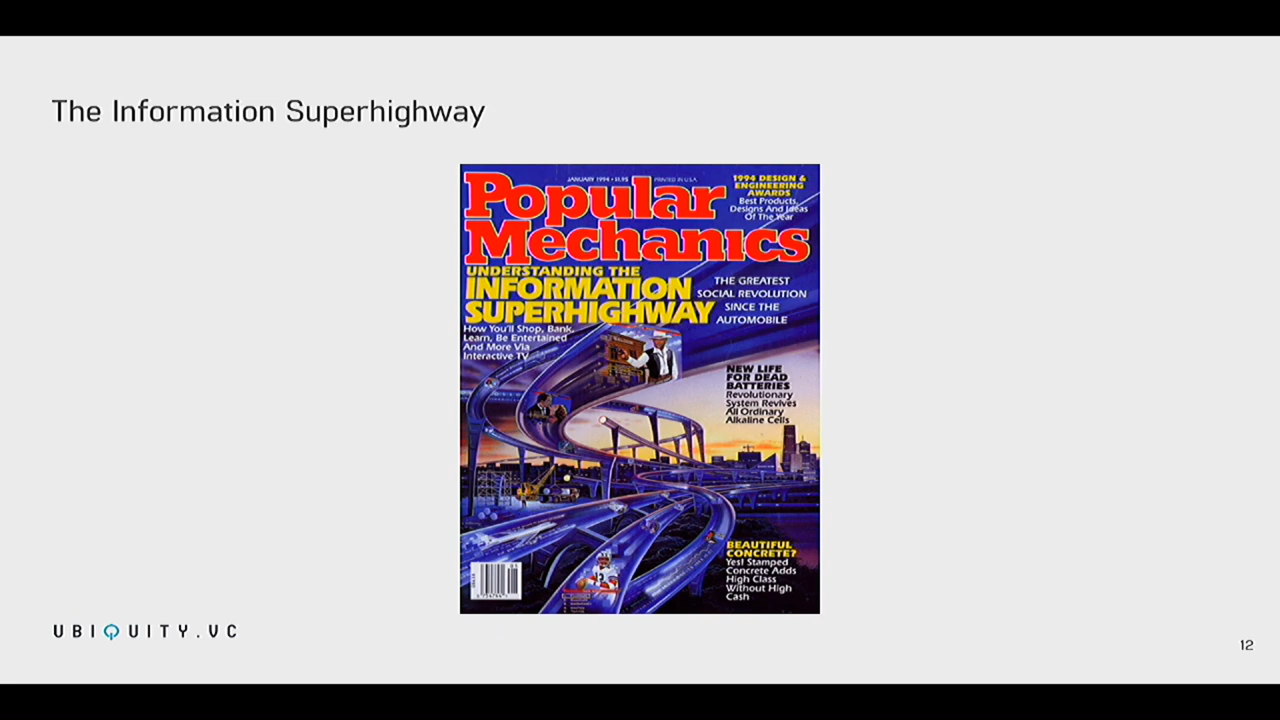 The Information Superhighway
JANUARY 1994 • $1.95 PRINTED IN U.S.A.
Popular
Mechanics
1994 DESIGN &
ENGINEERING
AWARDS
Best Products,
Designs And Ideas
Of The Year
UNDERSTANDING THE
INFORMATION
SUPERHIGHWAY
How You'll Shop, Bank,
Learn, Be Entertained
And More Via
Interactive TV
THE GREATEST
SOCIAL REVOLUTION
SINCE THE
AUTOMOBILE
SALOON
NEW LIFE
FOR DEAD
BATTERIES
Revolutionary
System Revives
All Ordinary
Alkaline Cells
BEAUTIFUL
CONCRETE?
Yes! Stamped
Concrete Adds
High Class
Without High
Cash
UBIQUITY.VC
12